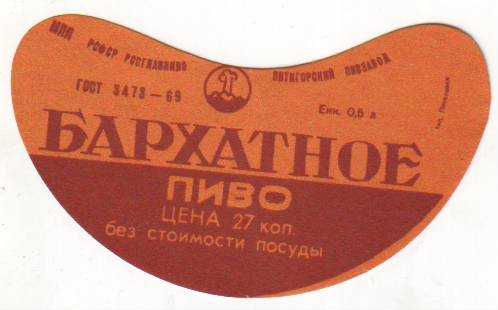 МПП РСФСР РОСГЛАВПИВО
ПЯТИГОРСКИЙ ПИВЗАВОД
ГОСТ 3473-69
Емк. 0,5 л
БАРХАТНОЕ
ПИВО
ЦЕНА 27 коп.
без стоимости посуды